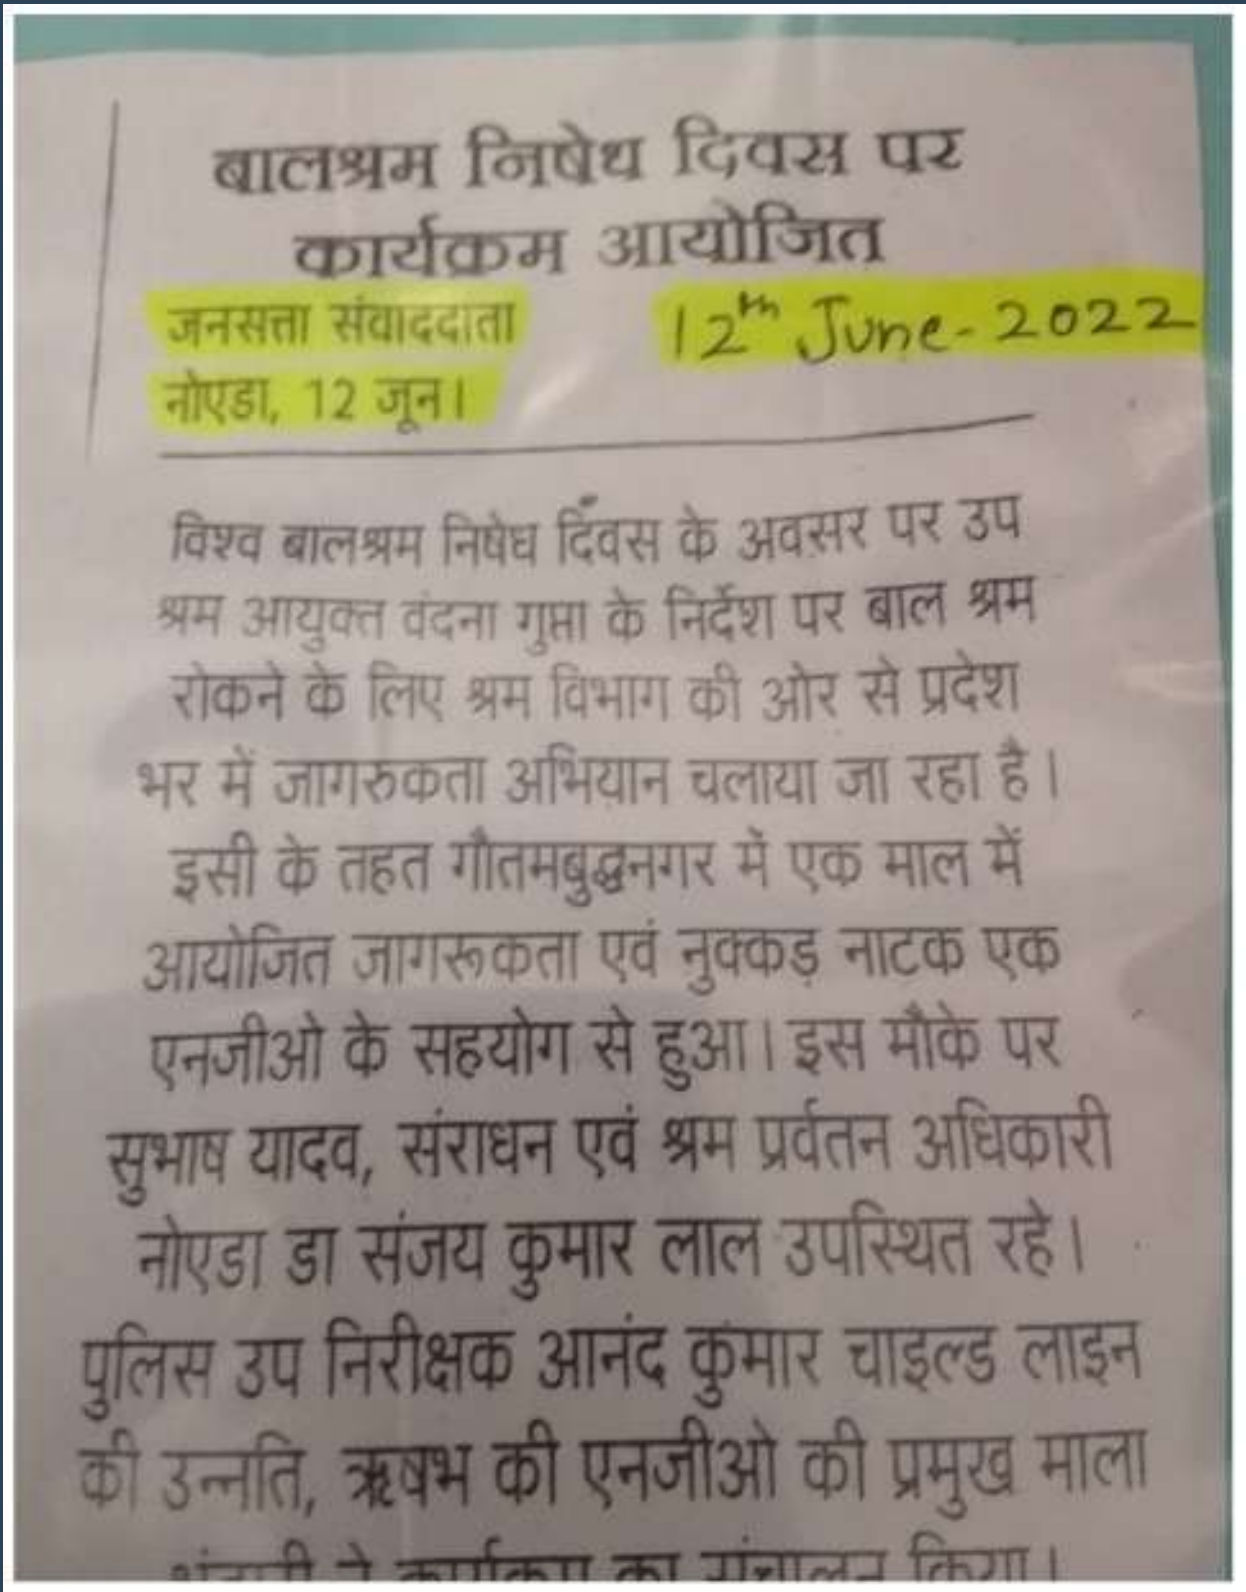 बालश्रम निषेध दिवस पर
कार्यक्रम आयोजित
जनसत्ता संवाददाता
12th June-2022
नोएडा, 12 जून।
विश्व बालश्रम निषेध दिवस के अवसर पर उप
श्रम आयुक्त वंदना गुप्ता के निर्देश पर बाल श्रम
रोकने के लिए श्रम विभाग की ओर से प्रदेश
भर में जागरुकता अभियान चलाया जा रहा है।
इसी के तहत गौतमबुद्धनगर में एक माल में
आयोजित जागरूकता एवं नुक्कड़ नाटक एक
एनजीओ के सहयोग से हुआ। इस मौके पर
सुभाष यादव, संराधन एवं श्रम प्रर्वतन अधिकारी
नोएडा डा संजय कुमार लाल उपस्थित रहे।
पुलिस उप निरीक्षक आनंद कुमार चाइल्ड लाइन
की उन्नति, ऋषभ की एनजीओ की प्रमुख माला
ने कार्यक्रम का संचालन किया।